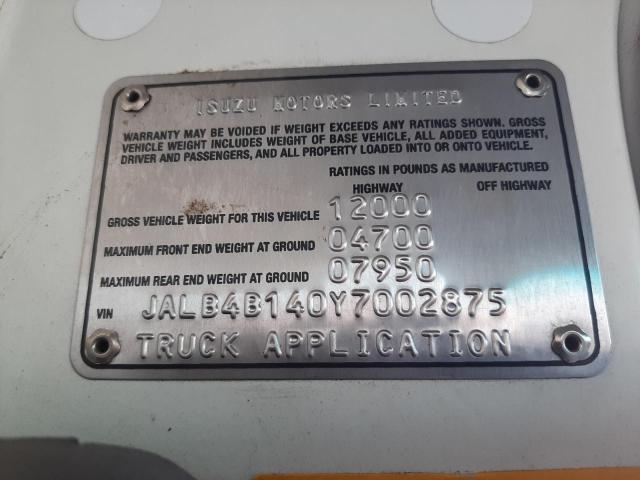 ISUZU MOTORS LIMITED
WARRANTY MAY BE VOIDED IF WEIGHT EXCEEDS ANY RATINGS SHOWN. GROSS
VEHICLE WEIGHT INCLUDES WEIGHT OF BASE VEHICLE, ALL ADDED EQUIPMENT,
DRIVER AND PASSENGERS, AND ALL PROPERTY LOADED INTO OR ONTO VEHICLE.
RATINGS IN POUNDS AS MANUFACTURED
HIGHWAY OFF HIGHWAY
GROSS VEHICLE WEIGHT FOR THIS VEHICLE 12000
MAXIMUM FRONT END WEIGHT AT GROUND 04700
MAXIMUM REAR END WEIGHT AT GROUND 07950
VIN JALB4B140Y7002875
TRUCK APPLICATION